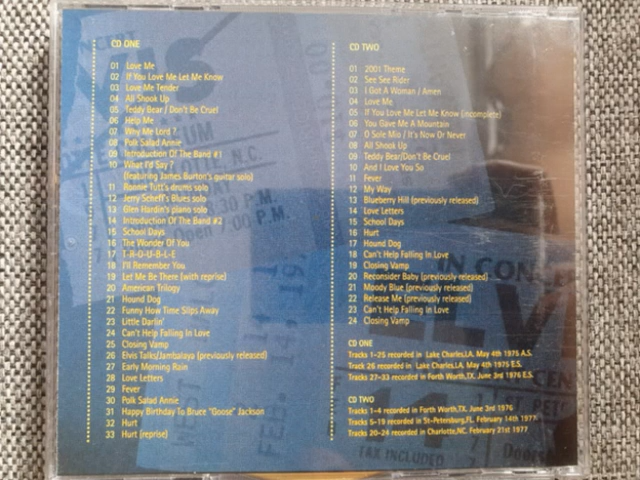 CD ONE
01 Love Me
02 If You Love Me Let Me Know
03 Love Me Tender
04 All Shook Up
05 Teddy Bear / Don't Be Cruel
06 Help Me
07 Why Me Lord ?
08 Polk Salad Annie
09 Introduction Of The Band #1
10 What I'd Say ?
(featuring James Burton's guitar solo)
11 Ronnie Tutt's drums solo
12 Jerry Scheff's Blues solo
13 Glen Hardin's piano solo
14 Introduction Of The Band #2
15 School Days
16 The Wonder Of You
17 T-R-O-U-B-L-E
18 I'll Remember You
19 Let Me Be There (with reprise)
20 American Trilogy
21 Hound Dog
22 Funny How Time Slips Away
23 Little Darlin'
24 Can't Help Falling In Love
25 Closing Vamp
26 Elvis Talks/Jambalaya (previously released)
27 Early Morning Rain
28 Love Letters
29 Fever
30 Polk Salad Annie
31 Happy Birthday To Bruce "Goose" Jackson
32 Hurt
33 Hurt (reprise)
CD TWO
01 2001 Theme
02 See See Rider
03 I Got A Woman / Amen
04 Love Me
05 If You Love Me Let Me Know (incomplete)
06 You Gave Me A Mountain
07 O Sole Mio / It's Now Or Never
08 All Shook Up
09 Teddy Bear/Don't Be Cruel
10 And I Love You So
11 Fever
12 My Way
13 Blueberry Hill (previously released)
14 Love Letters
15 School Days
16 Hurt
17 Hound Dog
18 Can't Help Falling In Love
19 Closing Vamp
20 Reconsider Baby (previously released)
21 Moody Blue (previously released)
22 Release Me (previously released)
23 Can't Help Falling In Love
24 Closing Vamp
CD ONE
Tracks 1-25 recorded in Lake Charles,LA. May 4th 1975 A.S.
Track 26 recorded in Lake Charles,LA. May 4th 1975 E.S.
Tracks 27-33 recorded in Forth Worth,TX. June 3rd 1976 E.S.
CD TWO
Tracks 1-4 recorded in Forth Worth,TX. June 3rd 1976
Tracks 5-19 recorded in St-Petersburg,FL. February 14th 1977
Tracks 20-24 recorded in Charlotte,NC. February 21st 1977
N.C.
3:30 P.M.
7:00 P.M.
IN CON
ST. PET
TAX INCLUDED